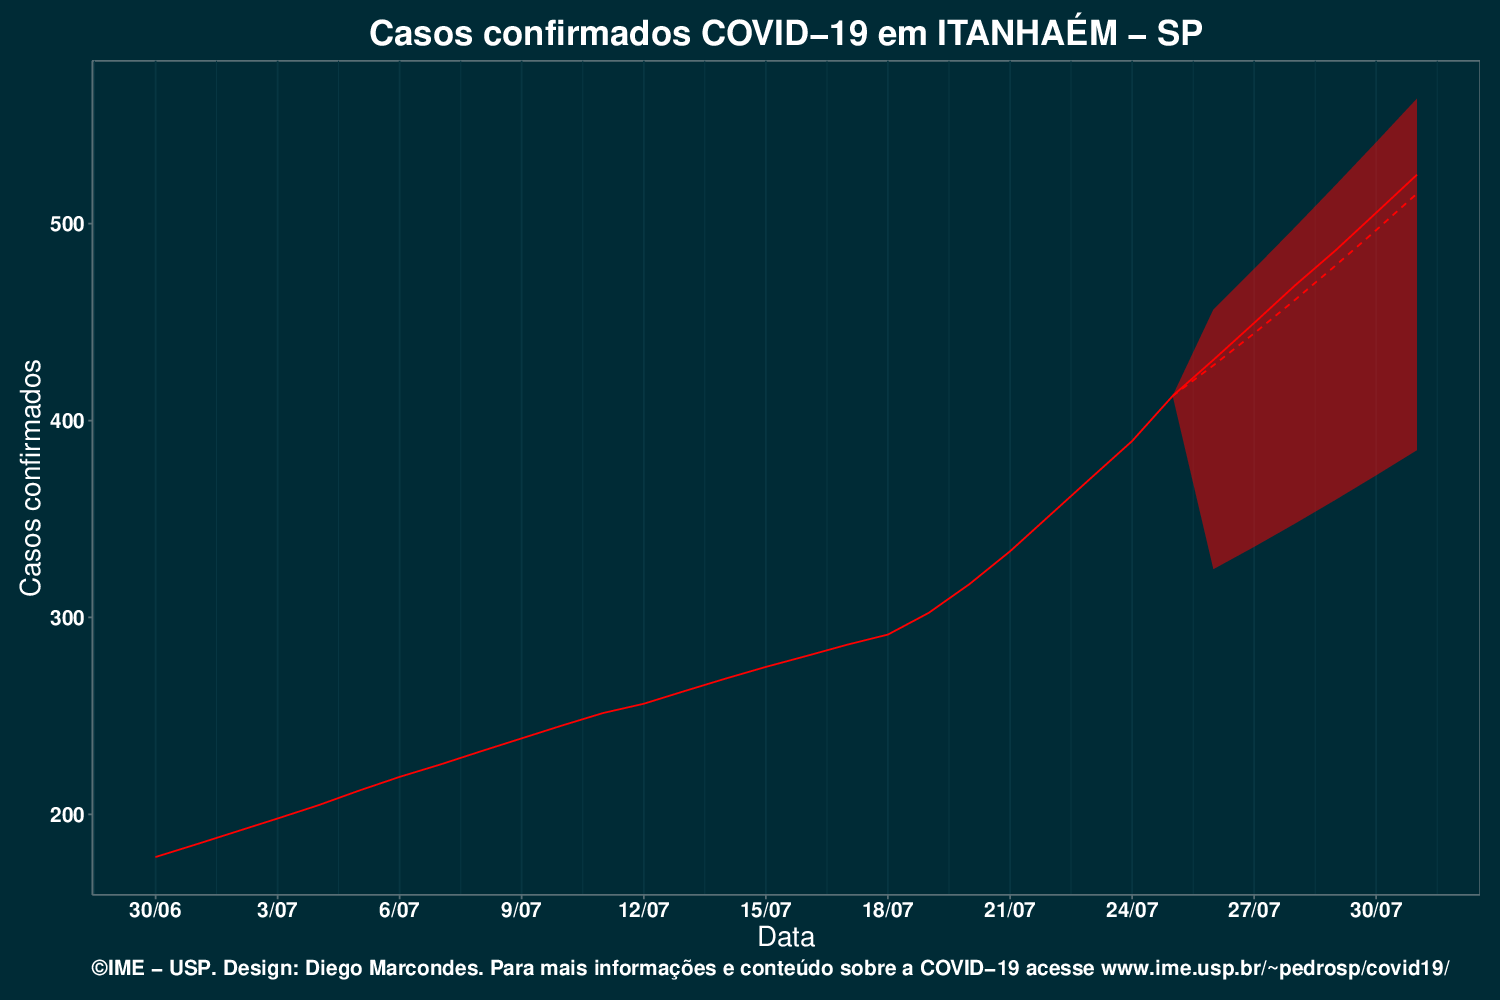 Casos confirmados COVID−19 em ITANHAÉM − SP
Casos confirmados
500
400
300
200
30/06 3/07 6/07 9/07 12/07 15/07 18/07 21/07 24/07 27/07 30/07
Data
©IME − USP. Design: Diego Marcondes. Para mais informações e conteúdo sobre a COVID−19 acesse www.ime.usp.br/~pedrosp/covid19/